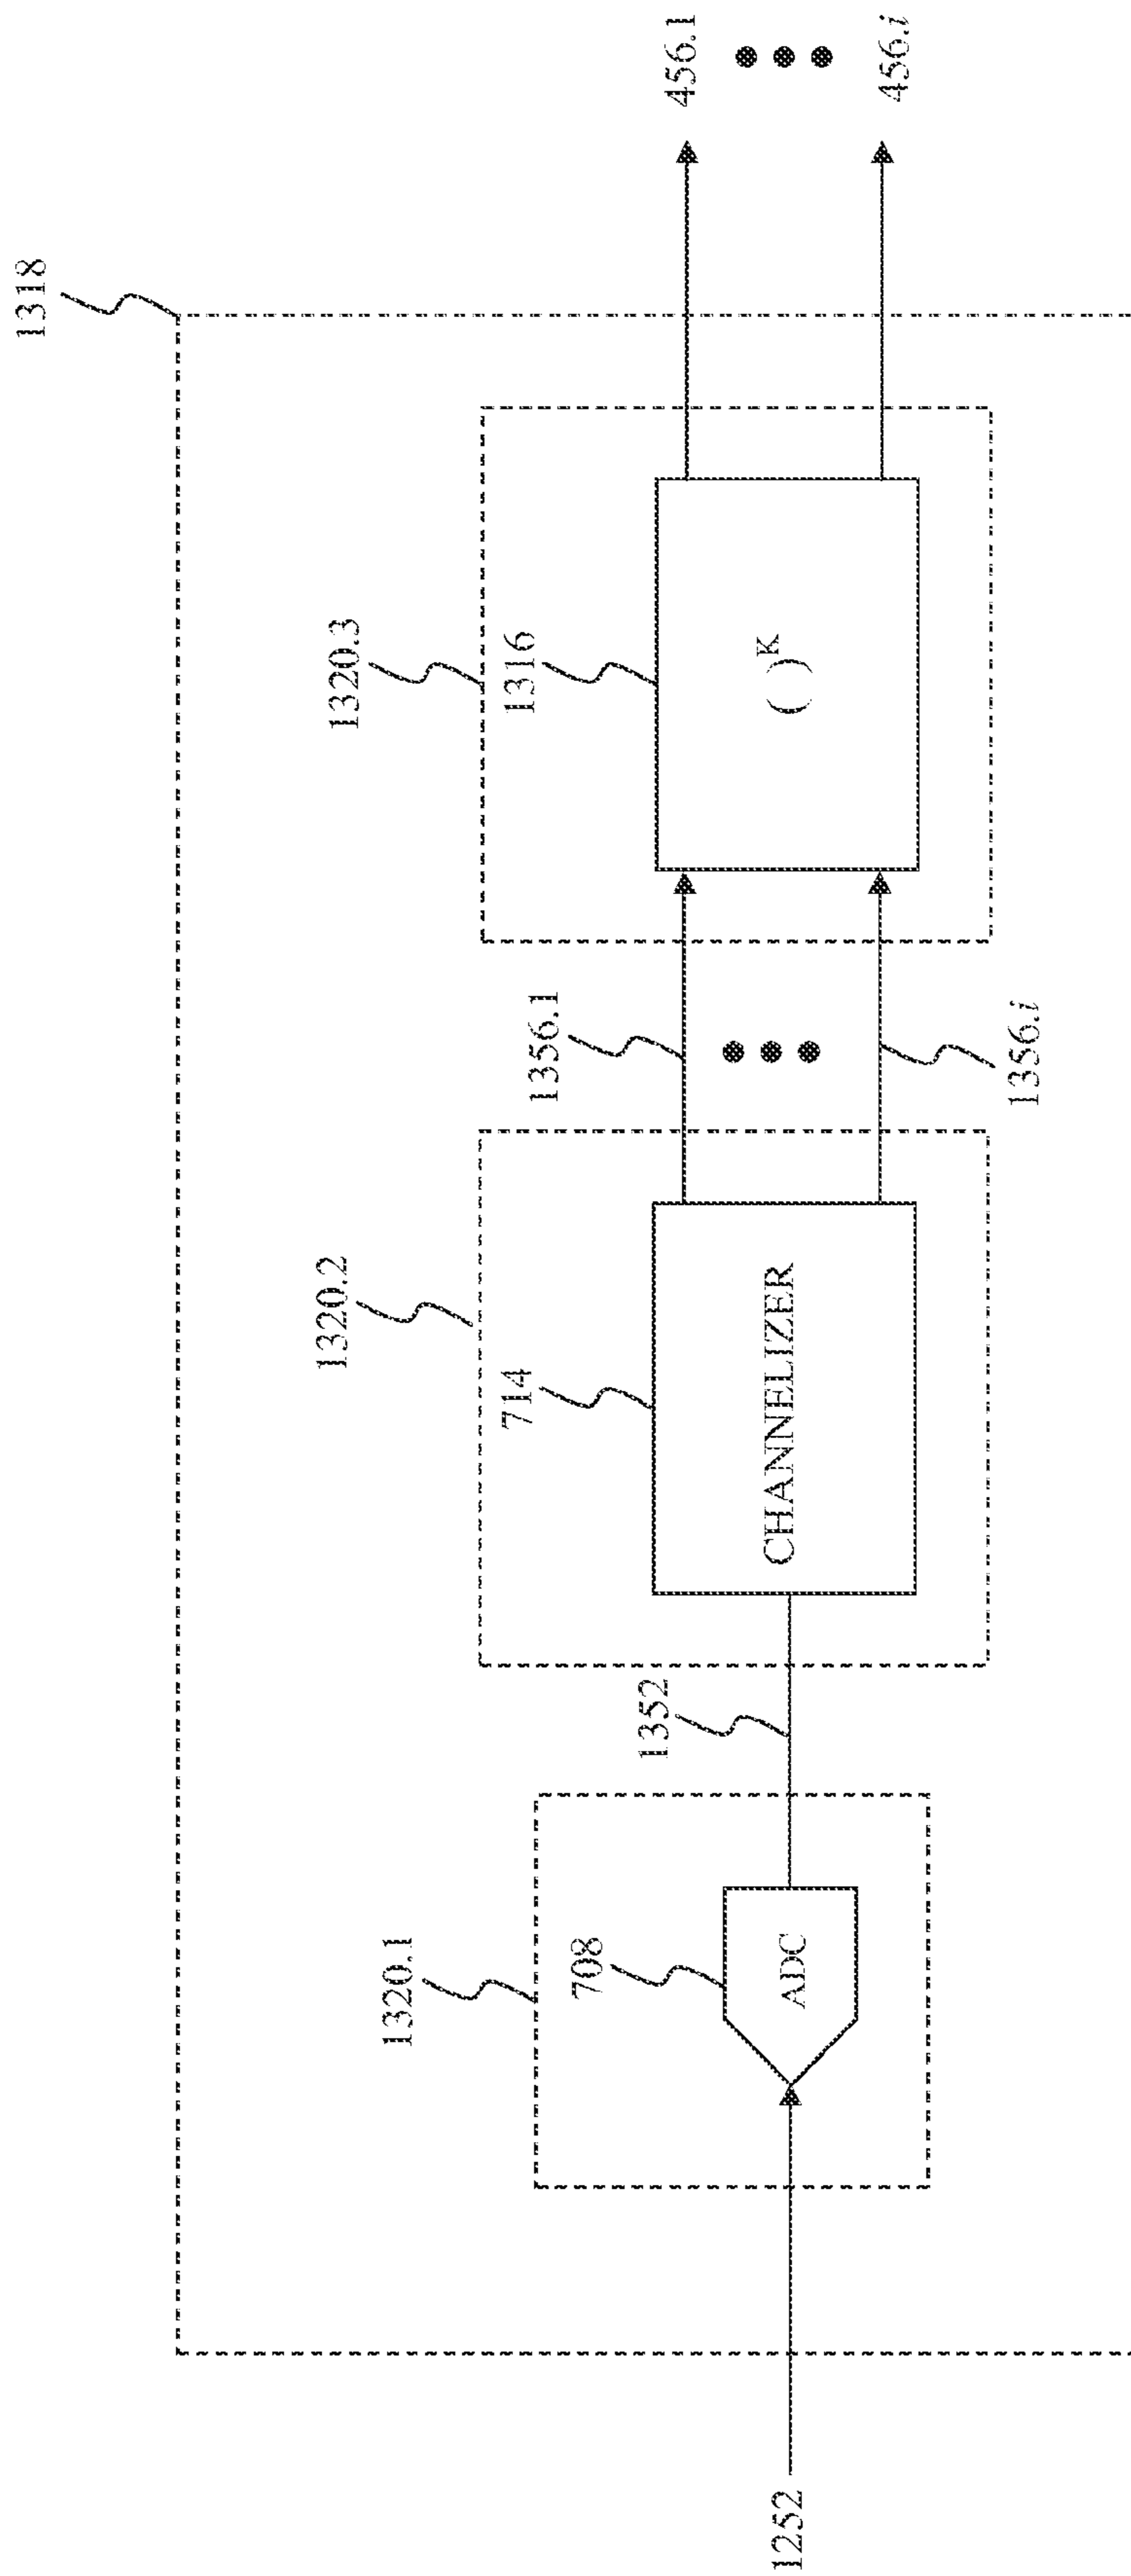 1318
1320.3
1320.2
1320.1
1316
714
708
1356.1
1352
456.1
( )K
CHANNELIZER
ADC
1252
456.i
1356.i